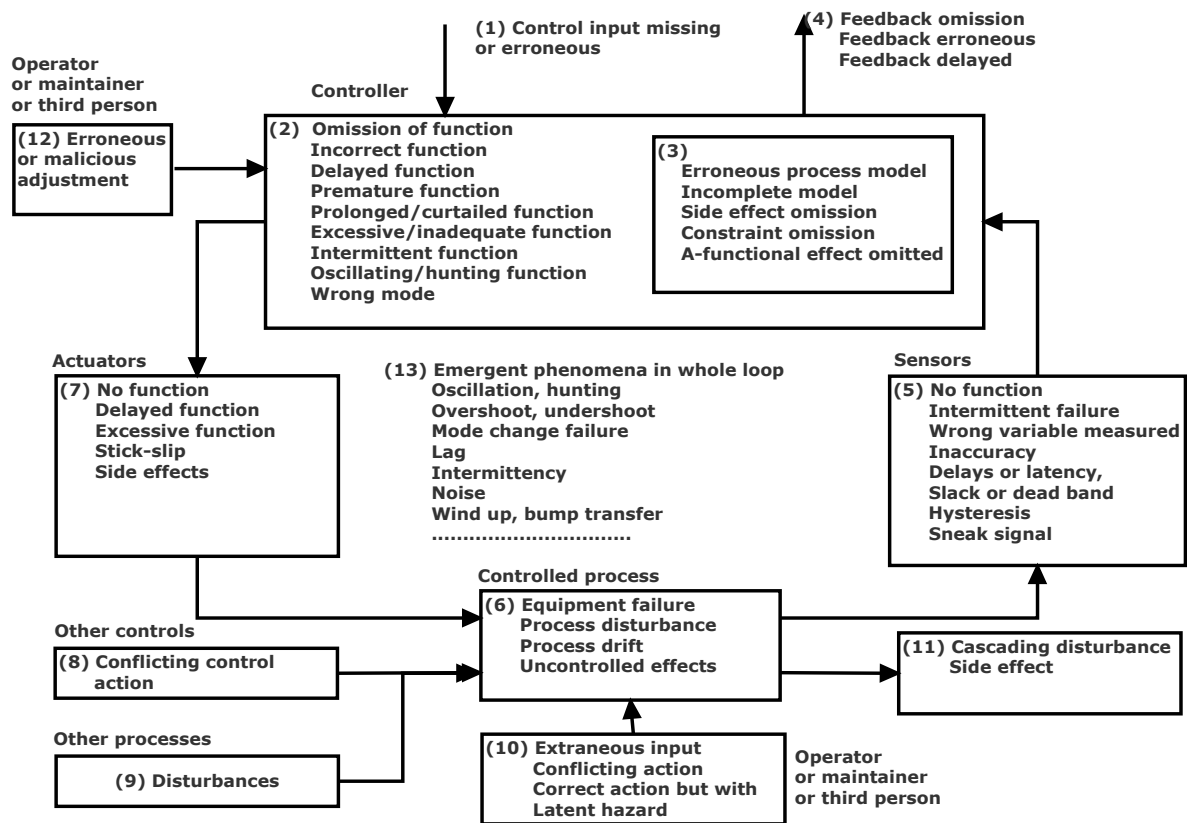 (1) Control input missing
or erroneous
(4) Feedback omission
Feedback erroneous
Feedback delayed
Operator
or maintainer
or third person
Controller
(12) Erroneous
or malicious
adjustment
(2) Omission of function
Incorrect function
Delayed function
Premature function
Prolonged/curtailed function
Excessive/inadequate function
Intermittent function
Oscillating/hunting function
Wrong mode
(3)
Erroneous process model
Incomplete model
Side effect omission
Constraint omission
A-functional effect omitted
Actuators
(7) No function
Delayed function
Excessive function
Stick-slip
Side effects
(13) Emergent phenomena in whole loop
Oscillation, hunting
Overshoot, undershoot
Mode change failure
Lag
Intermittency
Noise
Wind up, bump transfer
................................
Sensors
(5) No function
Intermittent failure
Wrong variable measured
Inaccuracy
Delays or latency,
Slack or dead band
Hysteresis
Sneak signal
Controlled process
(6) Equipment failure
Process disturbance
Process drift
Uncontrolled effects
Other controls
(8) Conflicting control
action
(11) Cascading disturbance
Side effect
Other processes
(9) Disturbances
(10) Extraneous input
Conflicting action
Correct action but with
Latent hazard
Operator
or maintainer
or third person